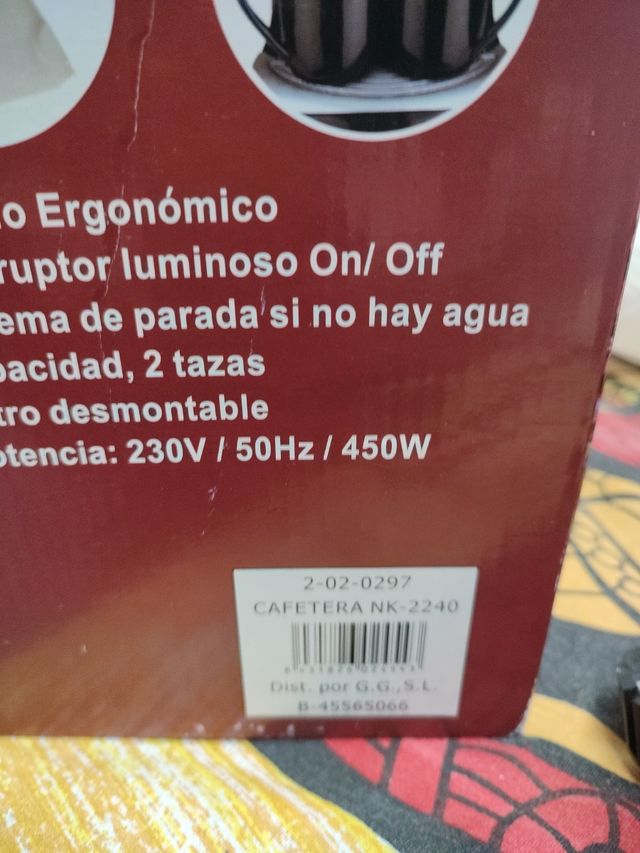 o Ergonómico
ruptor luminoso On/ Off
ema de parada si no hay agua
pacidad, 2 tazas
tro desmontable
otencia: 230V / 50Hz / 450W
2-02-0297
CAFETERA NK-2240
Dist. por G.G.,S.L.
B-45565066